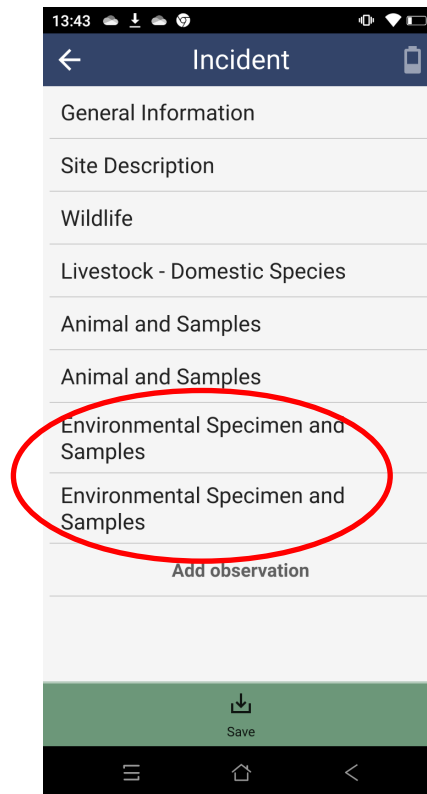 13:43
Incident
General Information
Site Description
Wildlife
Livestock - Domestic Species
Animal and Samples
Animal and Samples
Environmental Specimen and
Samples
Environmental Specimen and
Samples
Add observation
Save